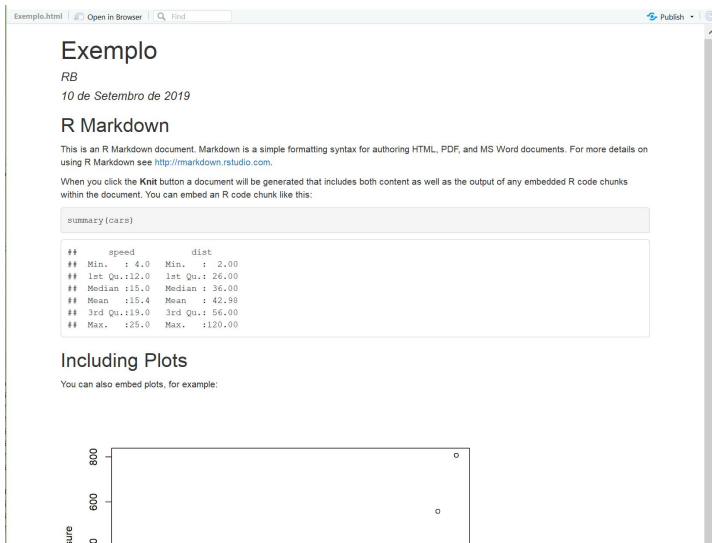 Exemplo.html Open in Browser Find Publish
Exemplo
RB
10 de Setembro de 2019
R Markdown
This is an R Markdown document. Markdown is a simple formatting syntax for authoring HTML, PDF, and MS Word documents. For more details on
using R Markdown see http://rmarkdown.rstudio.com.
When you click the Knit button a document will be generated that includes both content as well as the output of any embedded R code chunks
within the document. You can embed an R code chunk like this:
summary(cars)
##      speed           dist
##  Min.   : 4.0   Min.   :  2.00
##  1st Qu.:12.0   1st Qu.: 26.00
##  Median :15.0   Median : 36.00
##  Mean   :15.4   Mean   : 42.98
##  3rd Qu.:19.0   3rd Qu.: 56.00
##  Max.   :25.0   Max.   :120.00
Including Plots
You can also embed plots, for example:
800
600